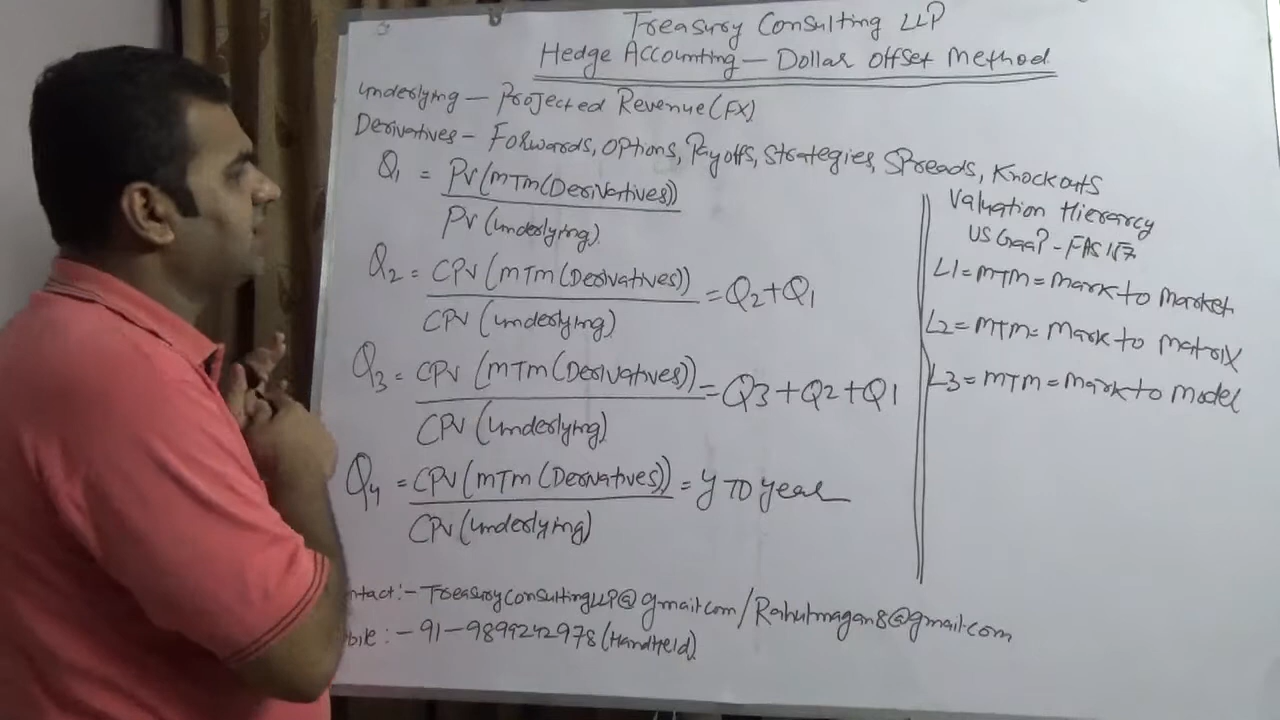 Treasury Consulting LLP
Hedge Accounting - Dollar Offset Method
Underlying - Projected Revenue (FX)
Derivatives - Forwards, Options, Payoffs, Strategies, Spreads, Knockouts
Q1 = PV (MTM (Derivatives))
PV (Underlying)
Q2 = CPV (MTM (Derivatives)) = Q2+Q1
CPV (Underlying)
Q3 = CPV (MTM (Derivatives)) = Q3+Q2+Q1
CPV (Underlying)
Q4 = CPV (MTM (Derivatives)) = Y TO year
CPV (Underlying)
Valuation Hierarcy
US GaaP - FAS 157
L1 = MTM = Mark to Market
L2 = MTM = Mark to Matrix
L3 = MTM = Mark to Model
ntact :- TreasuryConsultingLLP@gmail.com / Rahulmagan8@gmail.com
bile : - 91-9899242978 (Handheld)